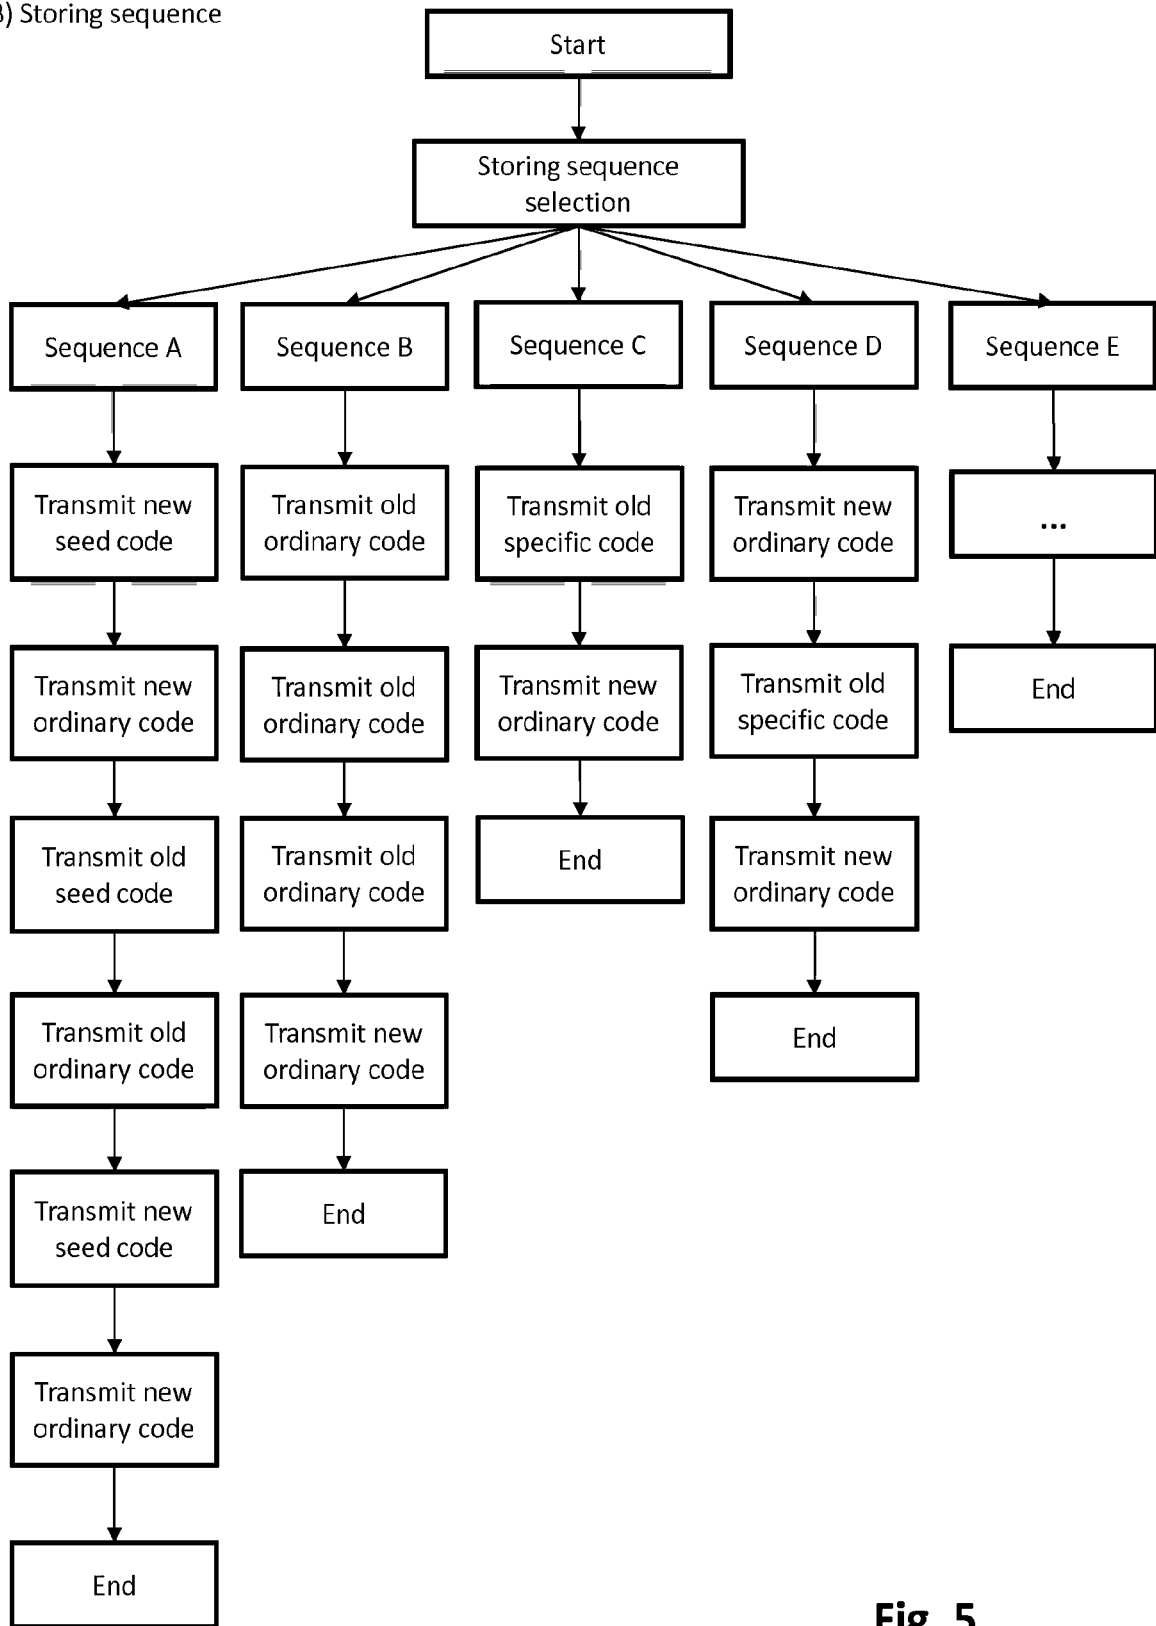 3) Storing sequence
Start
Storing sequence
selection
Sequence A
Sequence B
Sequence C
Sequence D
Sequence E
Transmit new
seed code
Transmit old
ordinary code
Transmit old
specific code
Transmit new
ordinary code
...
Transmit new
ordinary code
Transmit old
ordinary code
Transmit new
ordinary code
Transmit old
specific code
End
Transmit old
seed code
Transmit old
ordinary code
End
Transmit new
ordinary code
Transmit old
ordinary code
Transmit new
ordinary code
End
Transmit new
seed code
End
Transmit new
ordinary code
End
Fig. 5